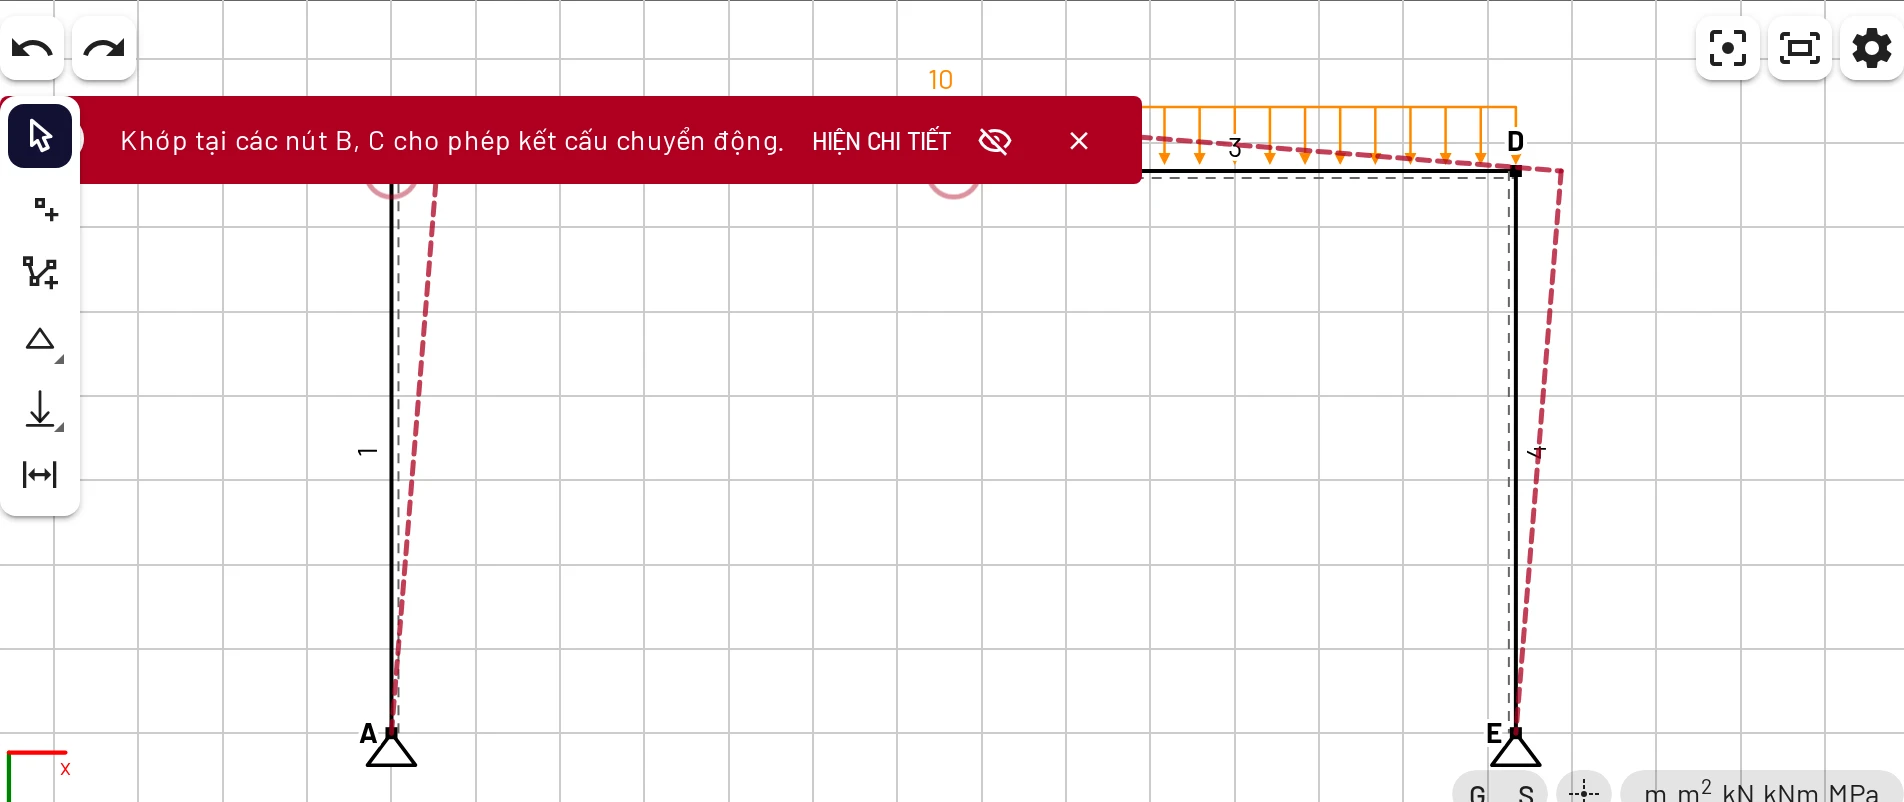 10
Khớp tại các nút B, C cho phép kết cấu chuyển động. HIỆN CHI TIẾT
3
D
1
4
A
E
x
G S m m² kN kNm MPa